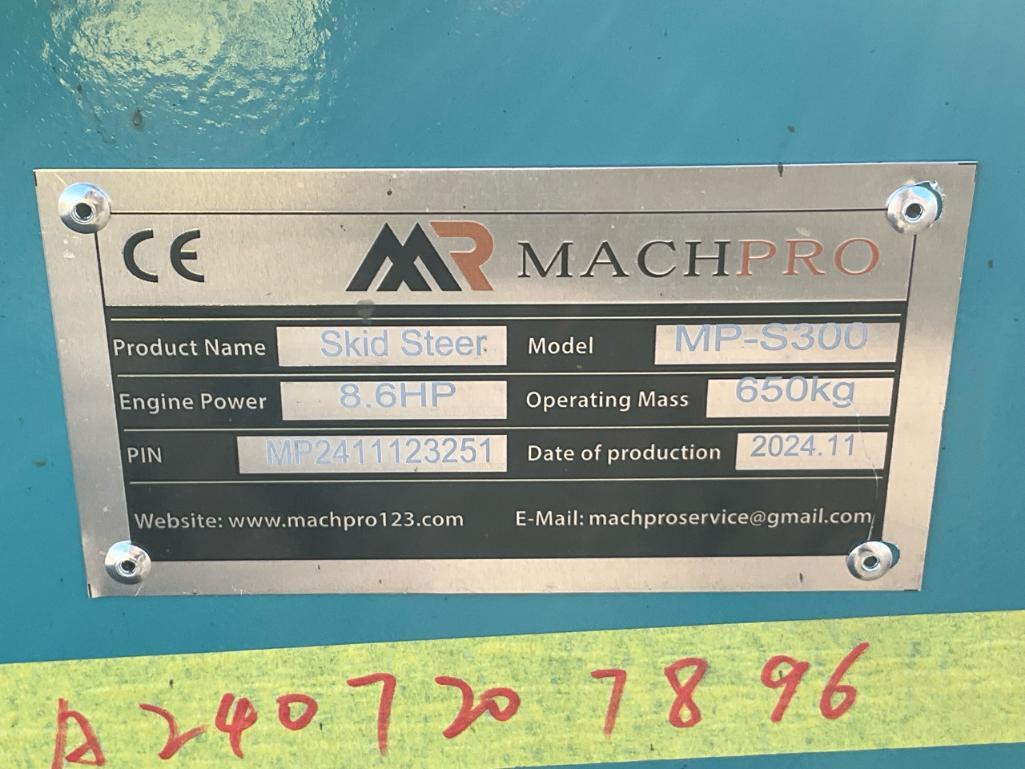 CE MR MACHPRO
Product Name Skid Steer Model MP-S300
Engine Power 8.6HP Operating Mass 650kg
PIN MP2411123251 Date of production 2024.11
Website: www.machpro123.com E-Mail: machproservice@gmail.com
A240720 7896